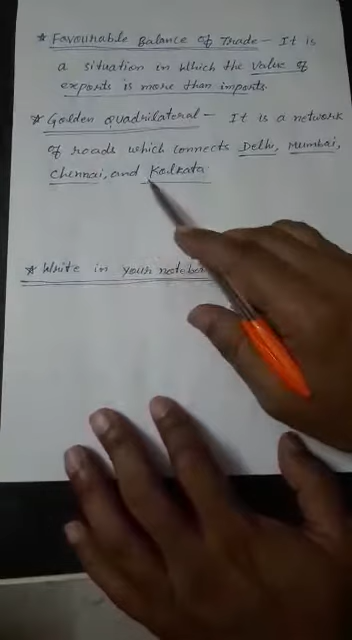 * Favourable Balance of Trade - It is
a situation in which the value of
exports is more than imports.
* Golden Quadrilateral - It is a network
of roads which connects Delhi, Mumbai,
Chennai, and Kolkata
* Write in your